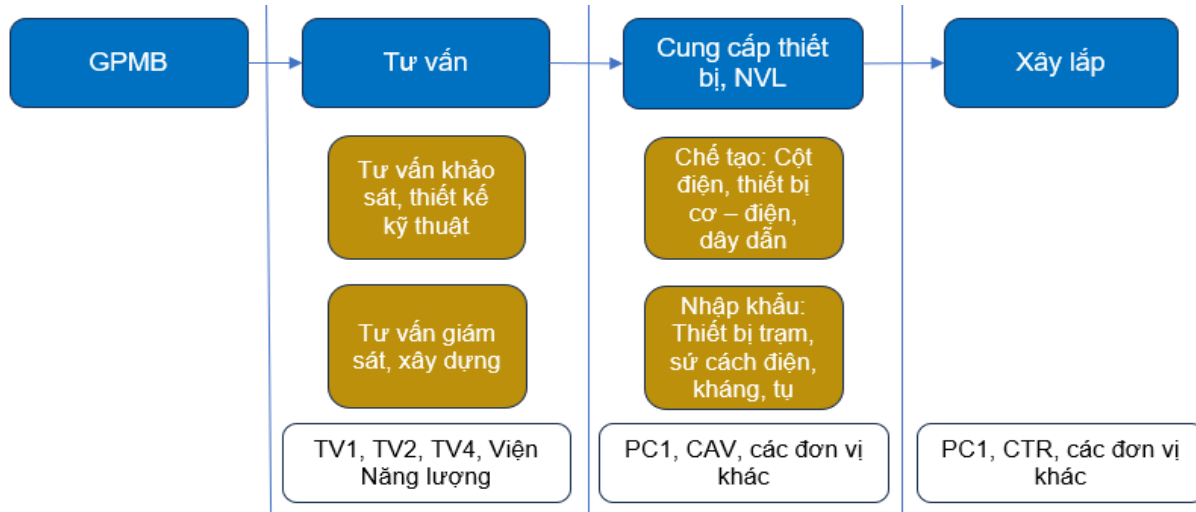 GPMB
Tư vấn
Cung cấp thiết
bị, NVL
Xây lắp
Tư vấn khảo
sát, thiết kế
kỹ thuật
Chế tạo: Cột
điện, thiết bị
cơ – điện,
dây dẫn
Tư vấn giám
sát, xây dựng
Nhập khẩu:
Thiết bị trạm,
sứ cách điện,
kháng, tụ
TV1, TV2, TV4, Viện
Năng lượng
PC1, CAV, các đơn vị
khác
PC1, CTR, các đơn vị
khác